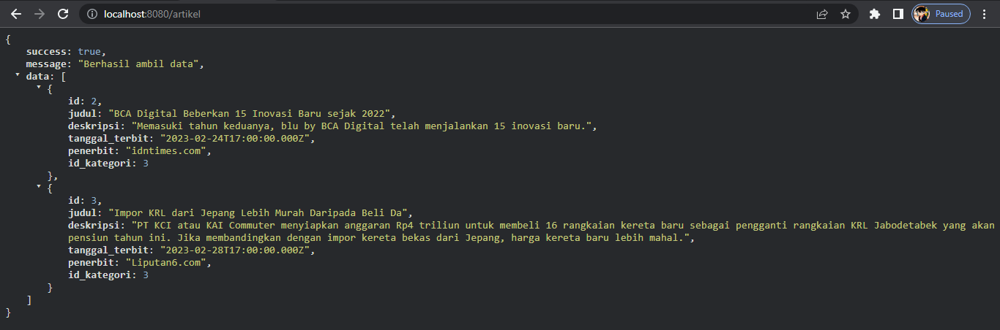 localhost:8080/artikel
Paused
{
success: true,
message: "Berhasil ambil data",
data: [
{
id: 2,
judul: "BCA Digital Beberkan 15 Inovasi Baru sejak 2022",
deskripsi: "Memasuki tahun keduanya, blu by BCA Digital telah menjalankan 15 inovasi baru.",
tanggal_terbit: "2023-02-24T17:00:00.000Z",
penerbit: "idntimes.com",
id_kategori: 3
},
{
id: 3,
judul: "Impor KRL dari Jepang Lebih Murah Daripada Beli Da",
deskripsi: "PT KCI atau KAI Commuter menyiapkan anggaran Rp4 triliun untuk membeli 16 rangkaian kereta baru sebagai pengganti rangkaian KRL Jabodetabek yang akan
pensiun tahun ini. Jika membandingkan dengan impor kereta bekas dari Jepang, harga kereta baru lebih mahal.",
tanggal_terbit: "2023-02-28T17:00:00.000Z",
penerbit: "Liputan6.com",
id_kategori: 3
}
]
}